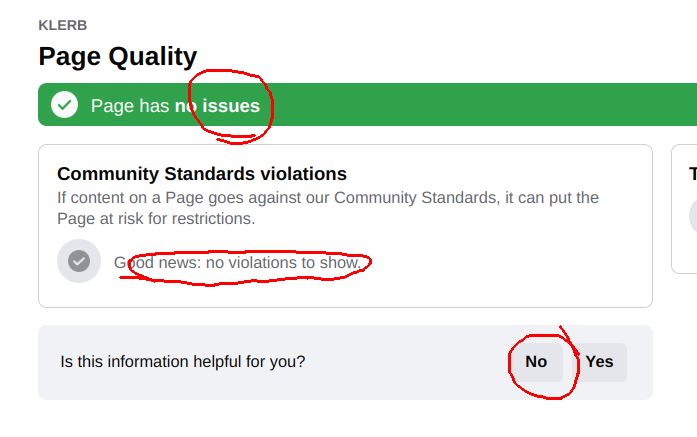 KLERB
Page Quality
Page has no issues
Community Standards violations
If content on a Page goes against our Community Standards, it can put the
Page at risk for restrictions.
Good news: no violations to show.
Is this information helpful for you?
No
Yes
T